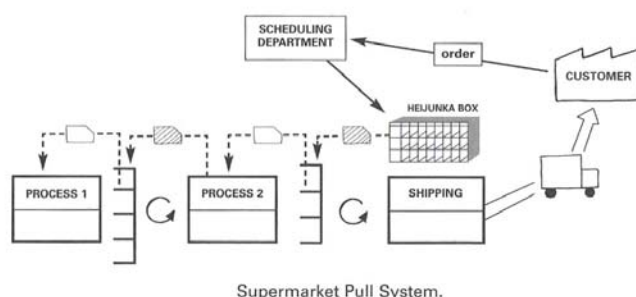 SCHEDULING
DEPARTMENT
order
CUSTOMER
HEIJUNKA BOX
PROCESS 1
PROCESS 2
SHIPPING
Supermarket Pull System.